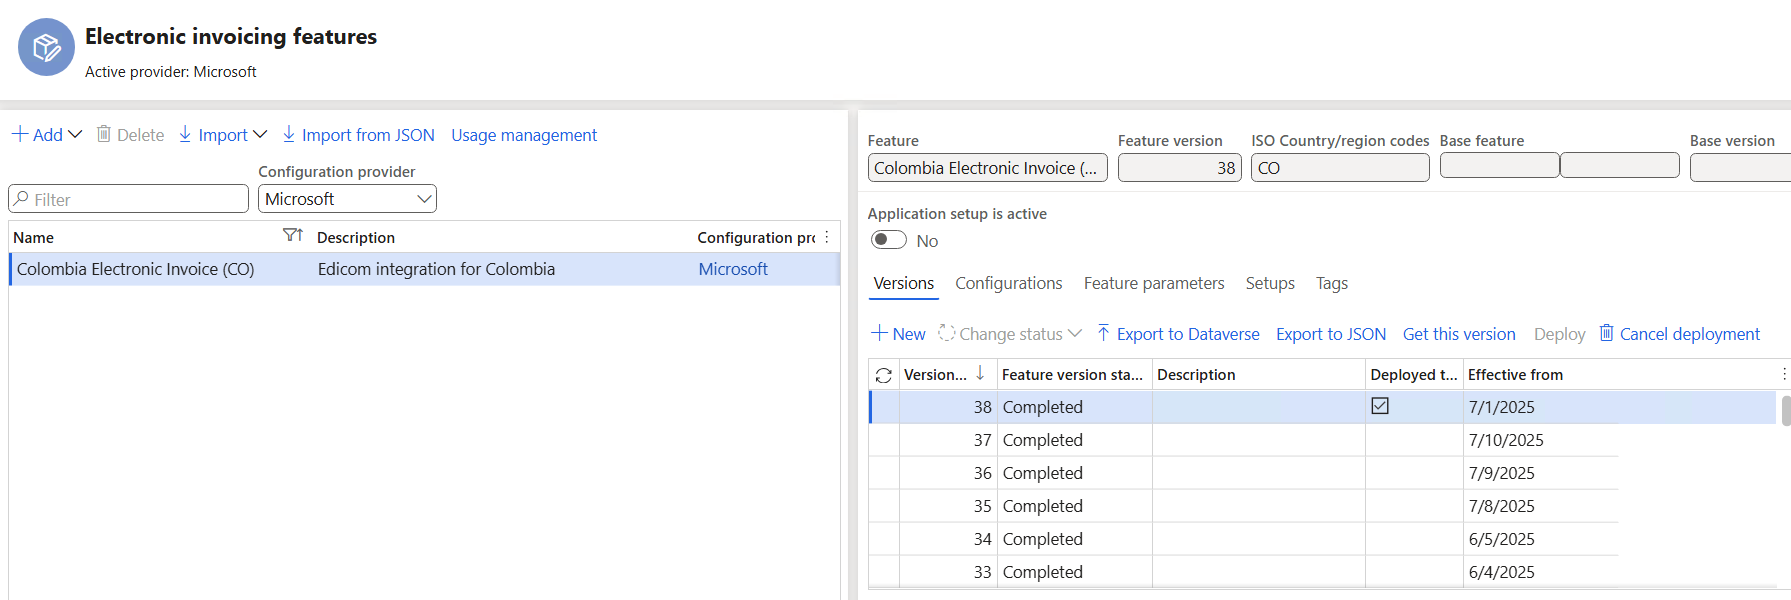 Electronic invoicing features
Active provider: Microsoft
Add Delete Import Import from JSON Usage management
Configuration provider
Filter Microsoft
Name Description Configuration prc
Colombia Electronic Invoice (CO) Edicom integration for Colombia Microsoft
Feature Feature version ISO Country/region codes Base feature Base version
Colombia Electronic Invoice (... 38 CO
Application setup is active
No
Versions Configurations Feature parameters Setups Tags
New Change status Export to Dataverse Export to JSON Get this version Deploy Cancel deployment
Version... Feature version sta... Description Deployed t... Effective from
38 Completed 7/1/2025
37 Completed 7/10/2025
36 Completed 7/9/2025
35 Completed 7/8/2025
34 Completed 6/5/2025
33 Completed 6/4/2025